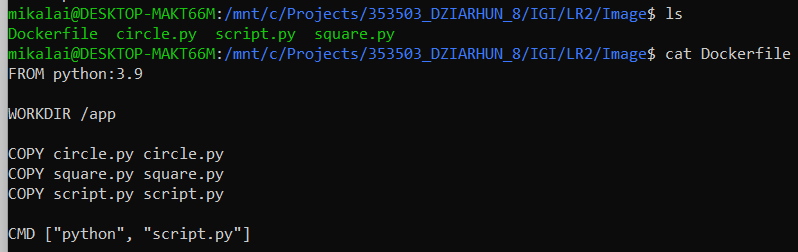 mikalai@DESKTOP-MAKT66M:/mnt/c/Projects/353503_DZIARHUN_8/IGI/LR2/Image$ ls
Dockerfile  circle.py  script.py  square.py
mikalai@DESKTOP-MAKT66M:/mnt/c/Projects/353503_DZIARHUN_8/IGI/LR2/Image$ cat Dockerfile
FROM python:3.9

WORKDIR /app

COPY circle.py circle.py
COPY square.py square.py
COPY script.py script.py

CMD ["python", "script.py"]